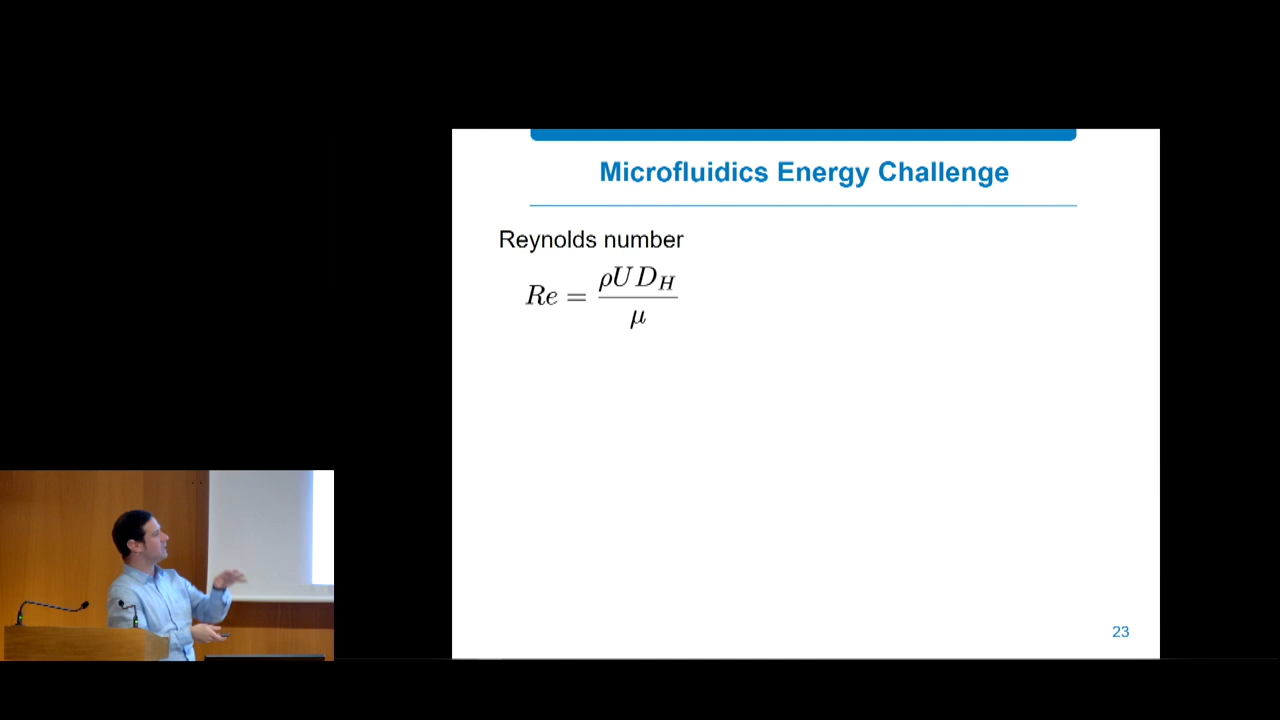 Microfluidics Energy Challenge
Reynolds number
Re = ρUD_H / μ
23